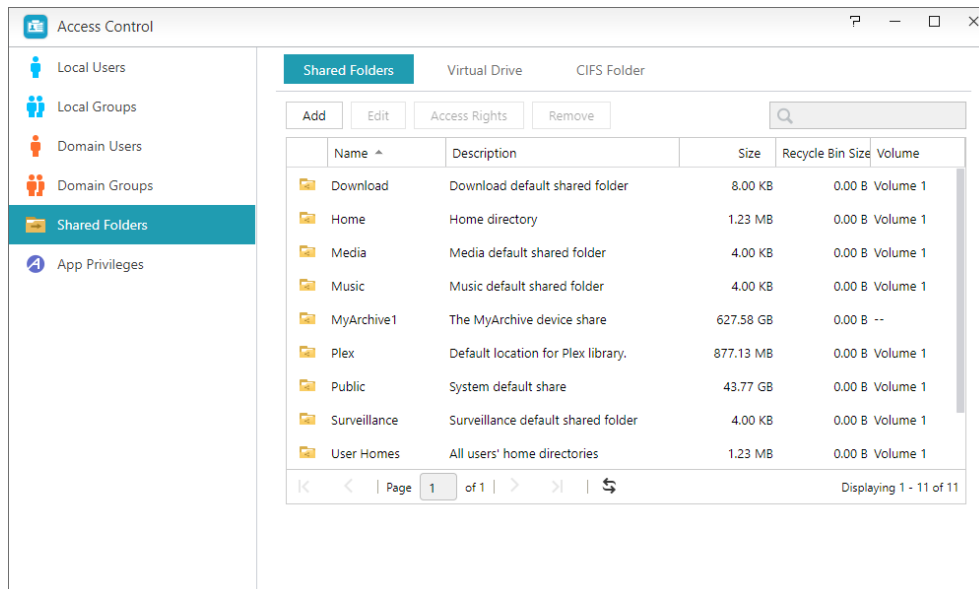 Access Control
Local Users
Local Groups
Domain Users
Domain Groups
Shared Folders
App Privileges
Shared Folders Virtual Drive CIFS Folder
Add Edit Access Rights Remove
Name Description Size Recycle Bin Size Volume
Download Download default shared folder 8.00 KB 0.00 B Volume 1
Home Home directory 1.23 MB 0.00 B Volume 1
Media Media default shared folder 4.00 KB 0.00 B Volume 1
Music Music default shared folder 4.00 KB 0.00 B Volume 1
MyArchive1 The MyArchive device share 627.58 GB 0.00 B --
Plex Default location for Plex library. 877.13 MB 0.00 B Volume 1
Public System default share 43.77 GB 0.00 B Volume 1
Surveillance Surveillance default shared folder 4.00 KB 0.00 B Volume 1
User Homes All users' home directories 1.23 MB 0.00 B Volume 1
Page 1 of 1 Displaying 1 - 11 of 11